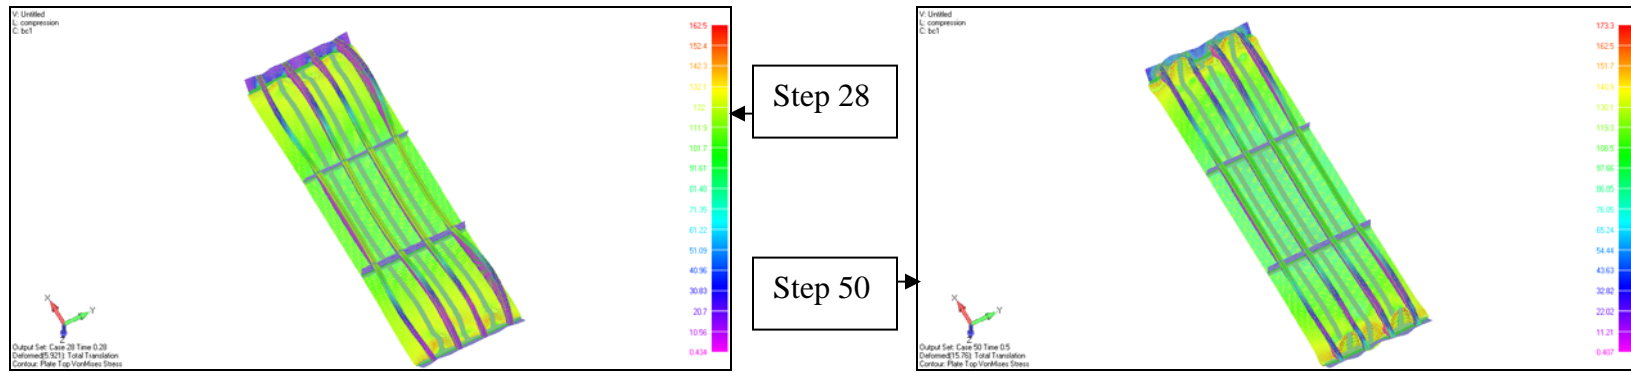 V: Untitled
L: compression
C: bc1
162.5
152.4
142.3
132.1
122.
111.9
101.7
91.61
81.48
71.35
61.22
51.09
40.96
30.83
20.7
10.56
0.434
X
Y
Z
Output Set: Case 28 Time 0.28
Deformed(5.921): Total Translation
Contour: Plate Top VonMises Stress
Step 28
Step 50
V: Untitled
L: compression
C: bc1
173.3
162.5
151.7
130.1
119.3
108.5
97.66
86.85
76.05
65.24
54.44
43.63
32.82
22.02
11.21
0.407
X
Y
Z
Output Set: Case 50 Time 0.5
Deformed(15.76): Total Translation
Contour: Plate Top VonMises Stress